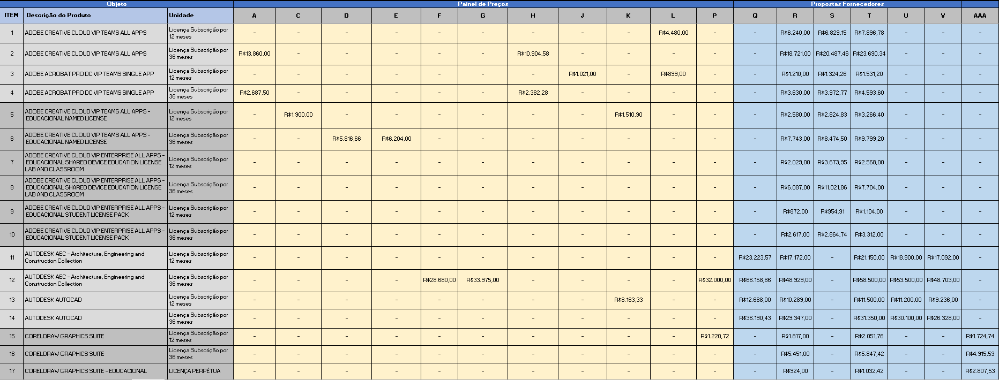 Objeto Painel de Preços Propostas Fornecedores
ITEM Descrição do Produto Unidade A C D E F G H J K L P Q R S T U V AAA
1 ADOBE CREATIVE CLOUD VIP TEAMS ALL APPS Licença Subscrição por 12 meses - - - - - - - - - R$4.480,00 - - R$6.240,00 R$6.829,15 R$7.896,78 - - -
2 ADOBE CREATIVE CLOUD VIP TEAMS ALL APPS Licença Subscrição por 36 meses R$13.860,00 - - - - - R$10.904,58 - - - - - R$18.721,00 R$20.487,46 R$23.690,34 - - -
3 ADOBE ACROBAT PRO DC VIP TEAMS SINGLE APP Licença Subscrição por 12 meses - - - - - - - R$1.021,00 - R$899,00 - - R$1.210,00 R$1.324,26 R$1.531,20 - - -
4 ADOBE ACROBAT PRO DC VIP TEAMS SINGLE APP Licença Subscrição por 36 meses R$2.687,50 - - - - - R$2.382,28 - - - - - R$3.630,00 R$3.972,77 R$4.593,60 - - -
5 ADOBE CREATIVE CLOUD VIP TEAMS ALL APPS - EDUCACIONAL NAMED LICENSE Licença Subscrição por 12 meses - R$1.900,00 - - - - - - R$1.510,90 - - - R$2.580,00 R$2.824,83 R$3.266,40 - - -
6 ADOBE CREATIVE CLOUD VIP TEAMS ALL APPS - EDUCACIONAL NAMED LICENSE Licença Subscrição por 36 meses - - R$5.816,66 R$6.204,00 - - - - - - - - R$7.743,00 R$8.474,50 R$9.799,20 - - -
7 ADOBE CREATIVE CLOUD VIP ENTERPRISE ALL APPS - EDUCACIONAL SHARED DEVICE EDUCATION LICENSE LAB AND CLASSROOM Licença Subscrição por 12 meses - - - - - - - - - - - - R$2.029,00 R$3.673,95 R$2.568,00 - - -
8 ADOBE CREATIVE CLOUD VIP ENTERPRISE ALL APPS - EDUCACIONAL SHARED DEVICE EDUCATION LICENSE LAB AND CLASSROOM Licença Subscrição por 36 meses - - - - - - - - - - - - R$6.087,00 R$11.021,86 R$7.704,00 - - -
9 ADOBE CREATIVE CLOUD VIP ENTERPRISE ALL APPS - EDUCACIONAL STUDENT LICENSE PACK Licença Subscrição por 12 meses - - - - - - - - - - - - R$872,00 R$954,91 R$1.104,00 - - -
10 ADOBE CREATIVE CLOUD VIP ENTERPRISE ALL APPS - EDUCACIONAL STUDENT LICENSE PACK Licença Subscrição por 36 meses - - - - - - - - - - - - R$2.617,00 R$2.864,74 R$3.312,00 - - -
11 AUTODESK AEC - Architecture, Engineering and Construction Collection Licença Subscrição por 12 meses - - - - - - - - - - - R$23.223,57 R$17.172,00 - R$21.150,00 R$18.900,00 R$17.092,00 -
12 AUTODESK AEC - Architecture, Engineering and Construction Collection Licença Subscrição por 36 meses - - - - R$28.680,00 R$33.975,00 - - - - R$32.000,00 R$66.158,86 R$48.929,00 - R$58.500,00 R$53.500,00 R$48.703,00 -
13 AUTODESK AUTOCAD Licença Subscrição por 12 meses - - - - - - - - R$8.163,33 - - R$12.688,00 R$10.289,00 - R$11.500,00 R$11.200,00 R$9.236,00 -
14 AUTODESK AUTOCAD Licença Subscrição por 36 meses - - - - - - - - - - - R$36.190,43 R$29.347,00 - R$31.350,00 R$30.100,00 R$26.328,00 -
15 CORELDRAW GRAPHICS SUITE Licença Subscrição por 12 meses - - - - - - - - - - R$1.220,72 - R$1.817,00 - R$2.051,76 - - R$1.724,74
16 CORELDRAW GRAPHICS SUITE Licença Subscrição por 36 meses - - - - - - - - - - - - R$5.451,00 - R$5.847,42 - - R$4.915,53
17 CORELDRAW GRAPHICS SUITE - EDUCACIONAL LICENÇA PERPÉTUA - - - - - - - - - - - - R$924,00 - R$1.032,42 - - R$2.807,53